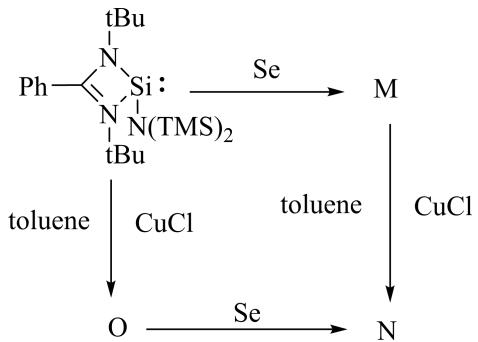 tBu
N
Ph
Si:
Se
M
N
N(TMS)2
tBu
toluene
CuCl
toluene
CuCl
O
Se
N